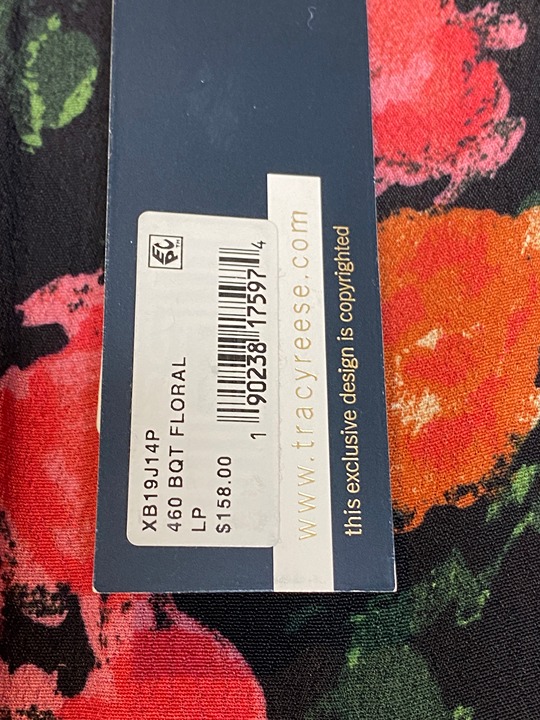 XB19J14P
460 BQT FLORAL
LP
$158.00
1 90238 17597 4
www.tracyreese.com
this exclusive design is copyrighted